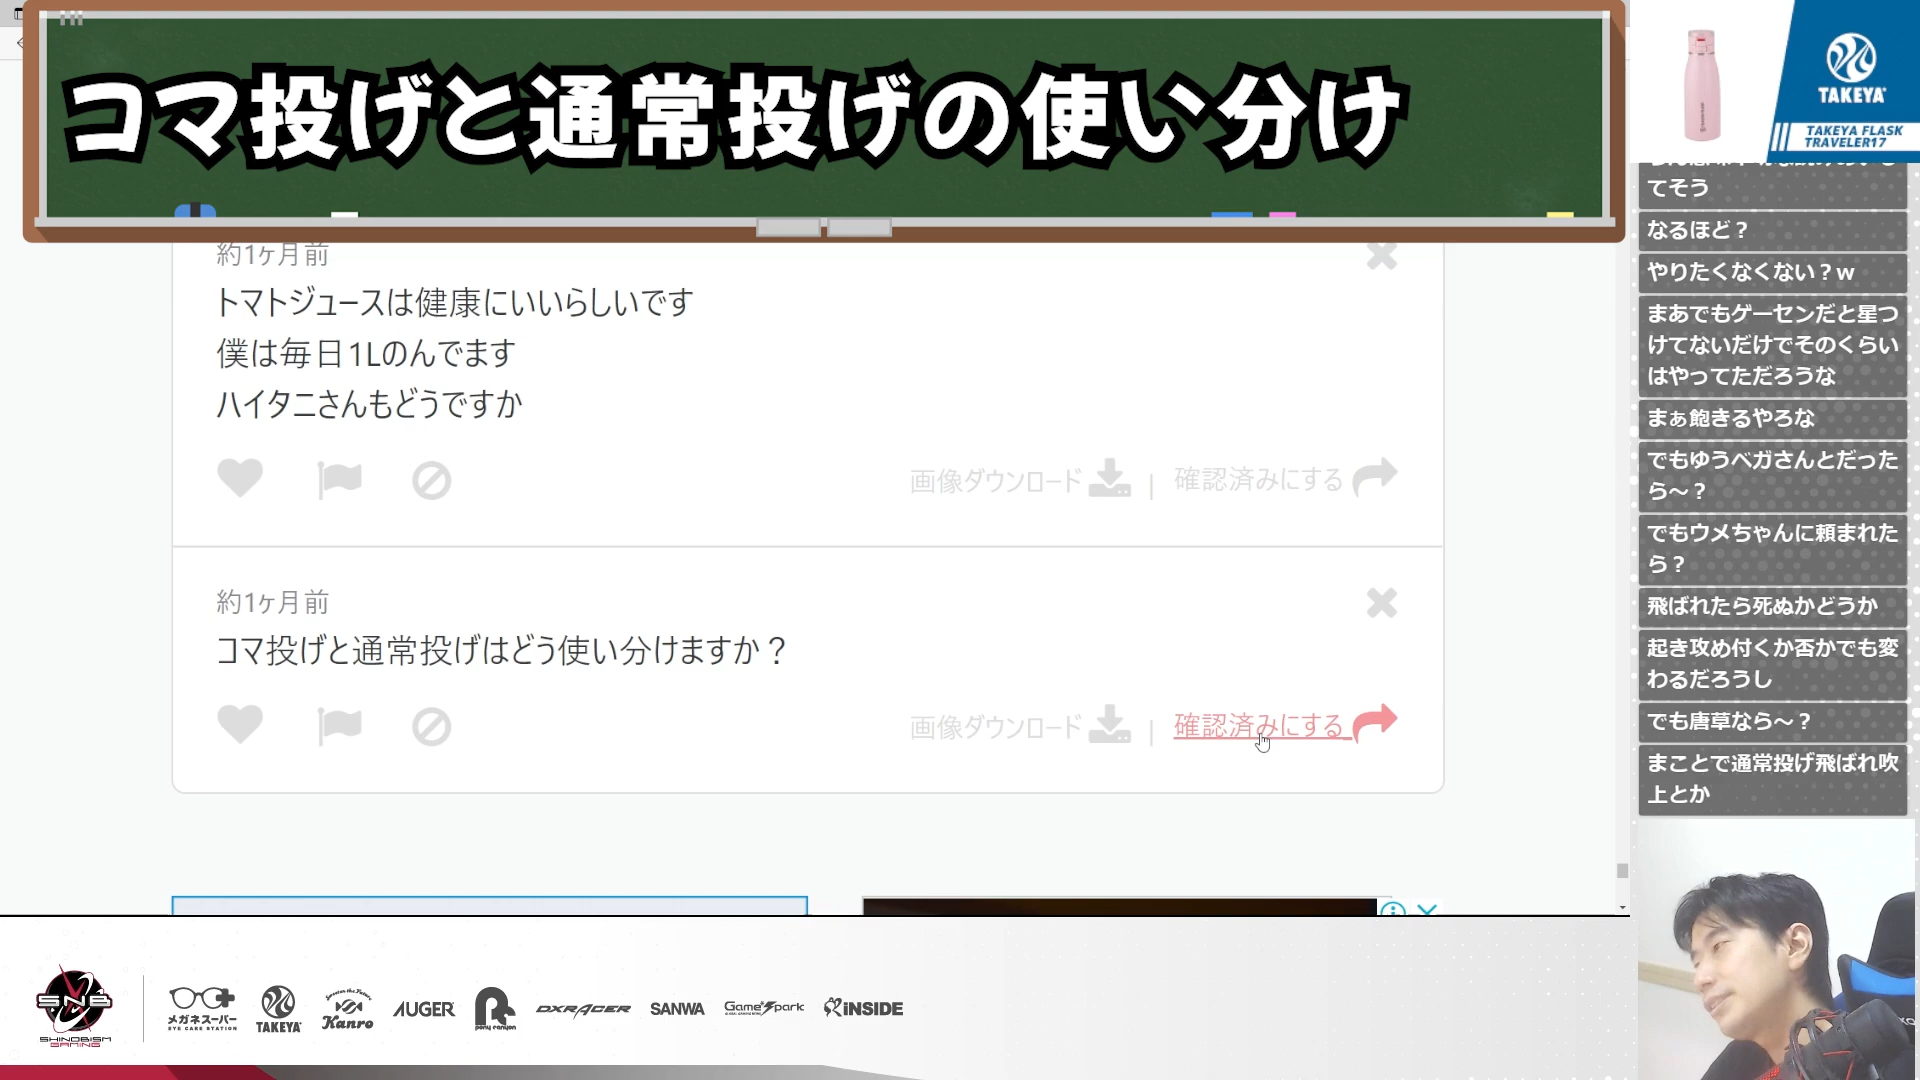 コマ投げと通常投げの使い分け
約1ヶ月前
トマトジュースは健康にいいらしいです
僕は毎日1Lのんでます
ハイタニさんもどうですか
画像ダウンロード | 確認済みにする
約1ヶ月前
コマ投げと通常投げはどう使い分けますか？
画像ダウンロード | 確認済みにする
TAKEYA
TAKEYA FLASK
TRAVELER17
てそう
なるほど？
やりたくなくない？w
まあでもゲーセンだと星つ
けてないだけでそのくらい
はやってただろうな
まぁ飽きるやろな
でもゆうベガさんとだった
ら～？
でもウメちゃんに頼まれた
ら？
飛ばれたら死ぬかどうか
起き攻め付くか否かでも変
わるだろうし
でも唐草なら～？
まことで通常投げ飛ばれ吹
上とか
SNB
SHINOBISM
GAMING
メガネスーパー
EYE CARE STATION
TAKEYA
Kanro
AUGER
pony canyon
DXRACER
SANWA
Game*Spark
iNSIDE